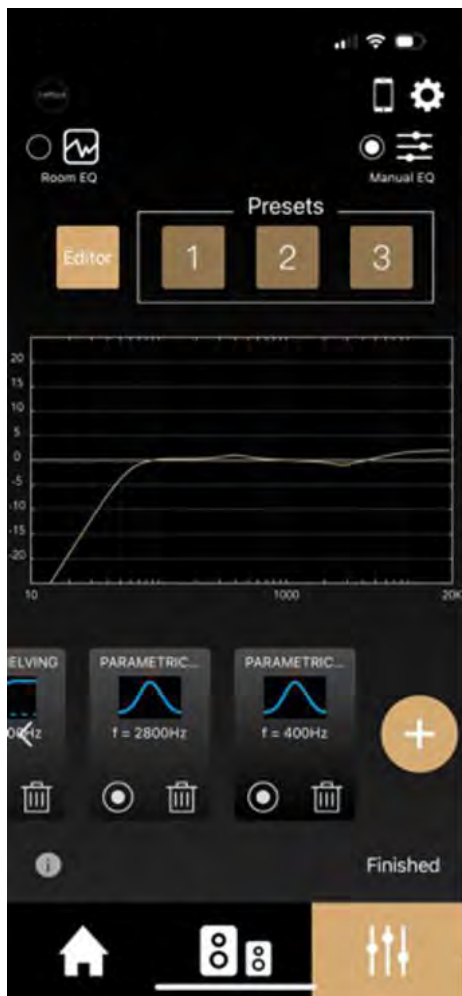 Room EQ
Manual EQ
Presets
Editor
1
2
3
20
15
10
5
0
-5
-10
-15
-20
10
1000
20K
ELVING
PARAMETRIC...
PARAMETRIC...
f = 2800Hz
f = 400Hz
Finished